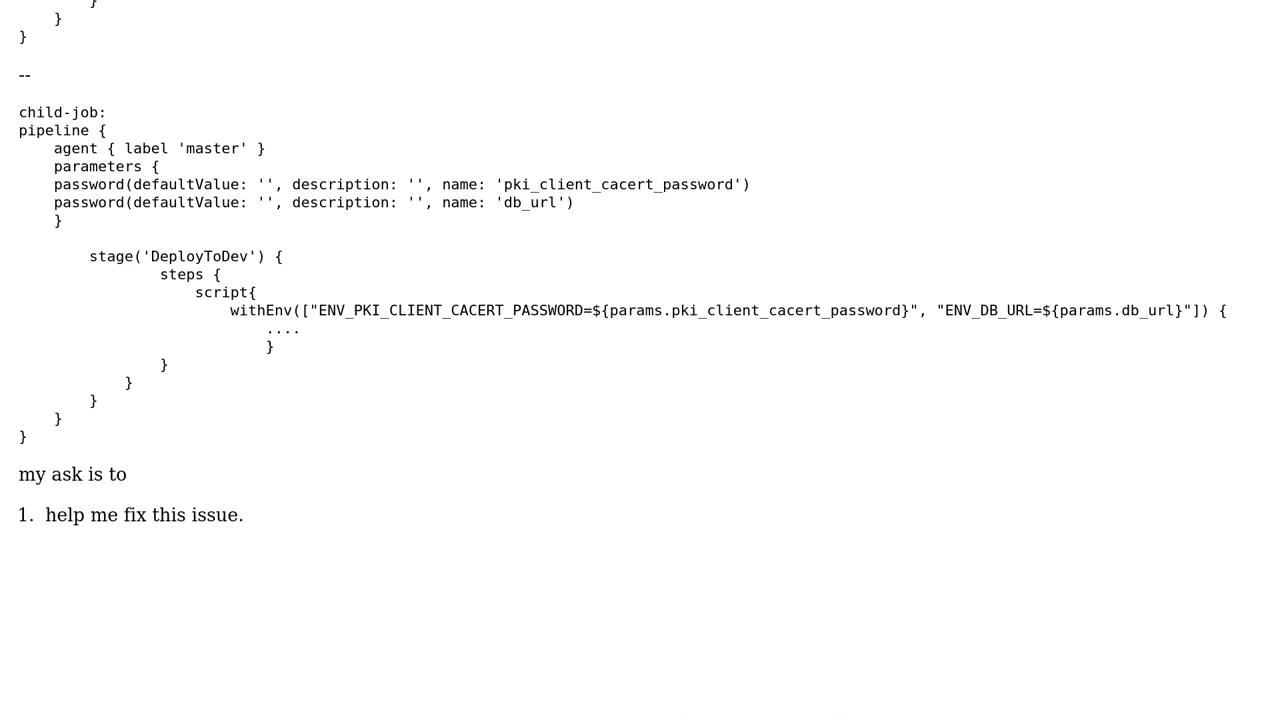 }
    }
}
--
child-job:
pipeline {
    agent { label 'master' }
    parameters {
    password(defaultValue: '', description: '', name: 'pki_client_cacert_password')
    password(defaultValue: '', description: '', name: 'db_url')
    }
        stage('DeployToDev') {
                steps {
                    script{
                        withEnv(["ENV_PKI_CLIENT_CACERT_PASSWORD=${params.pki_client_cacert_password}", "ENV_DB_URL=${params.db_url}"]) {
                            ....
                            }
                }
            }
        }
    }
}
my ask is to
1. help me fix this issue.